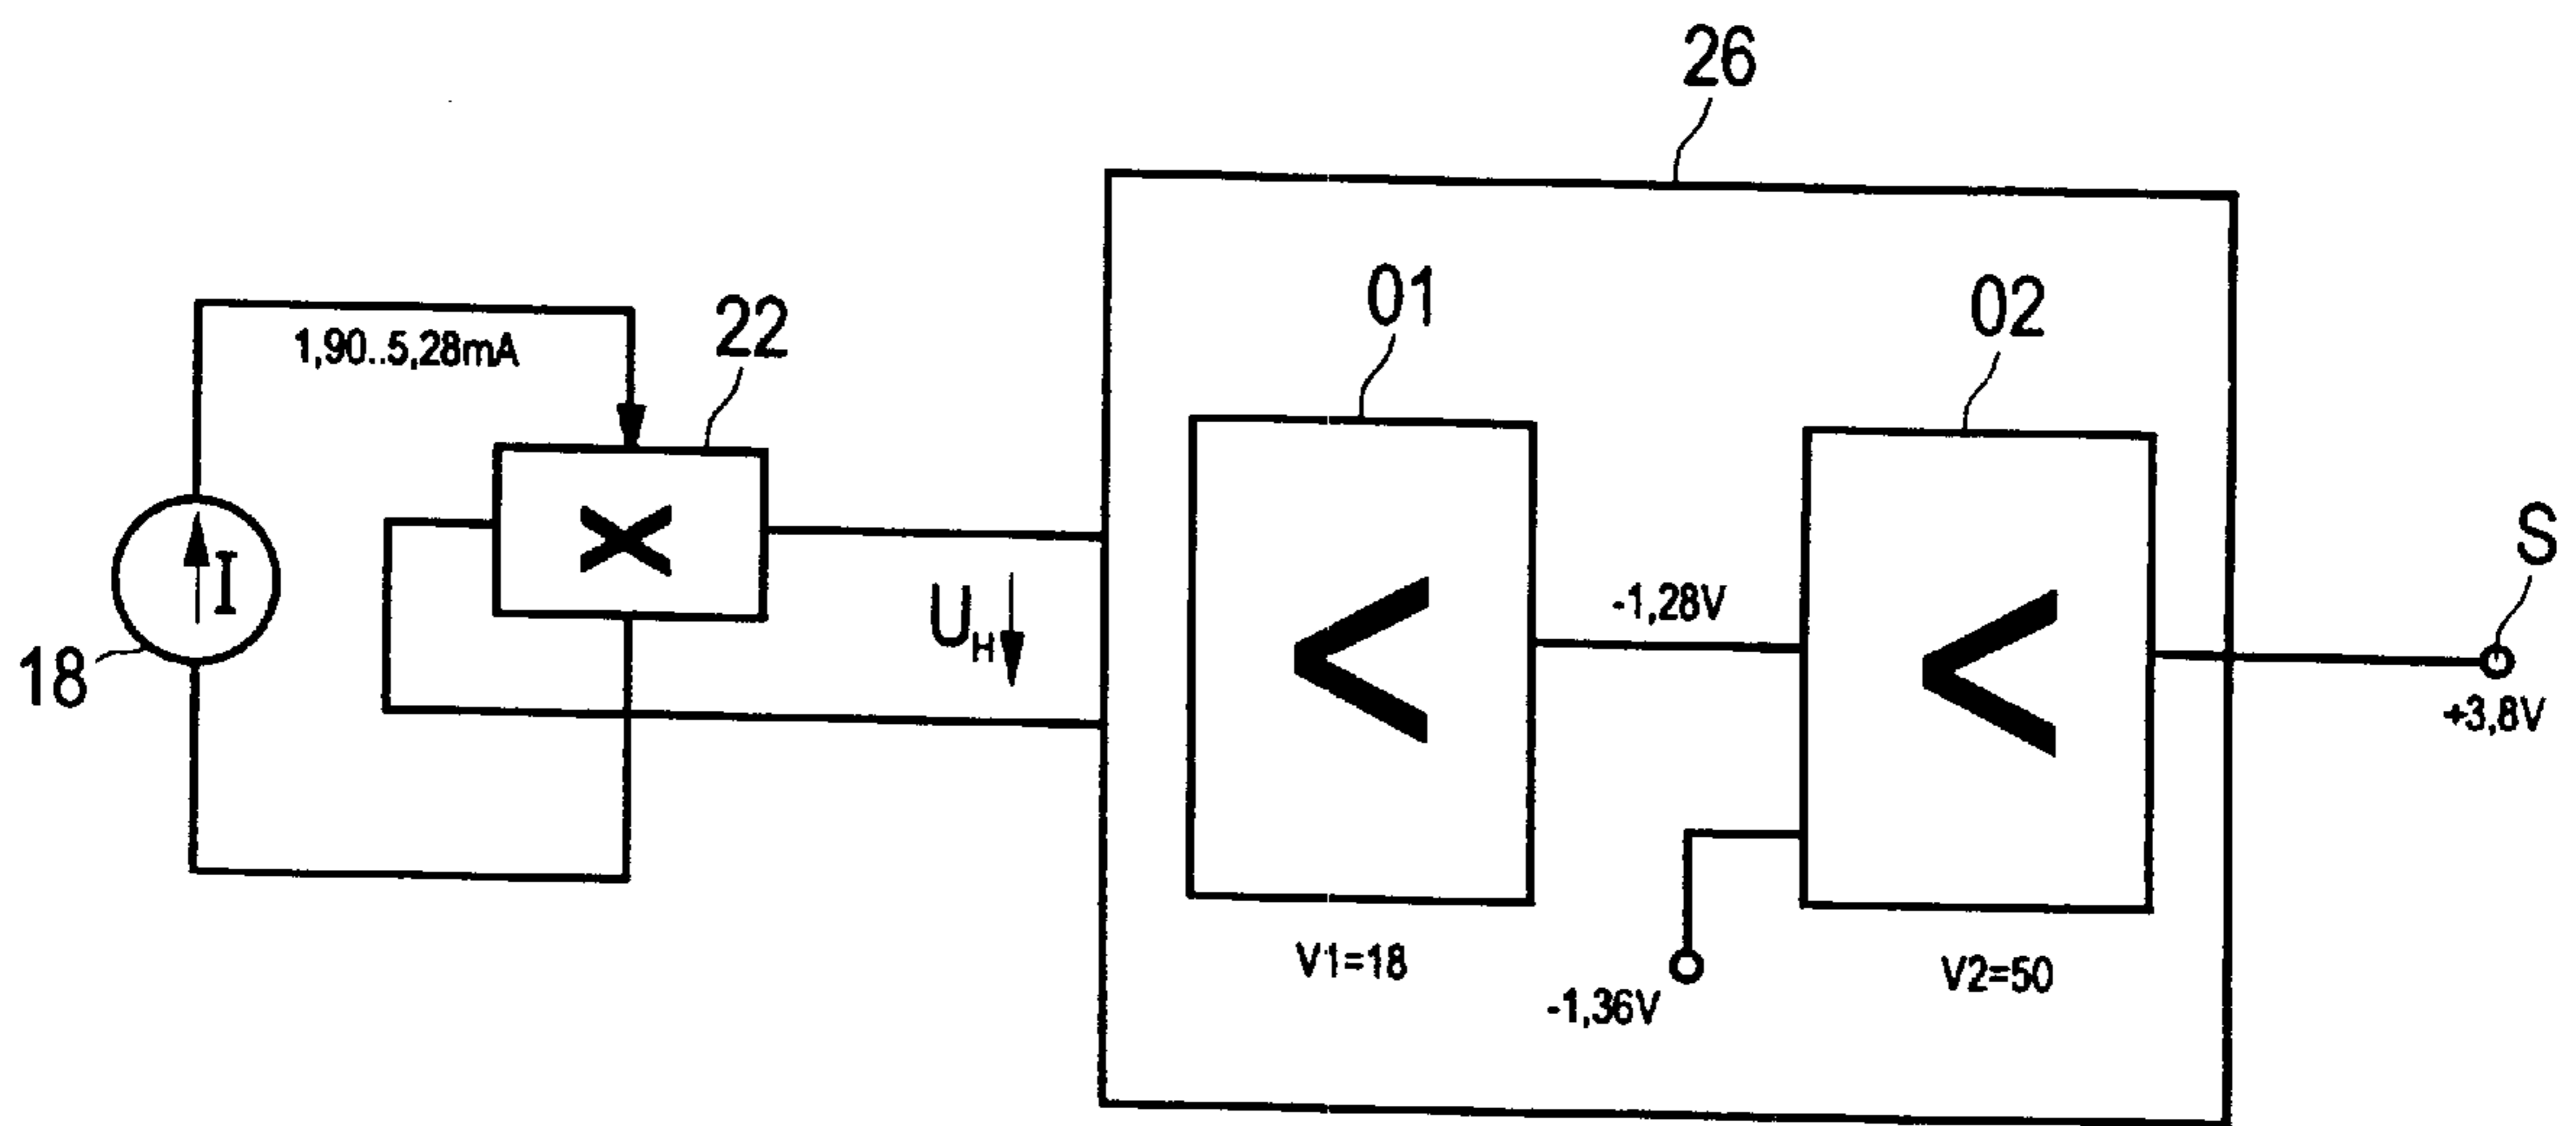 26
01
02
22
1,90..5,28mA
I
18
U_H
-1,28V
S
+3,8V
V1=18
V2=50
-1,36V
X
<
<